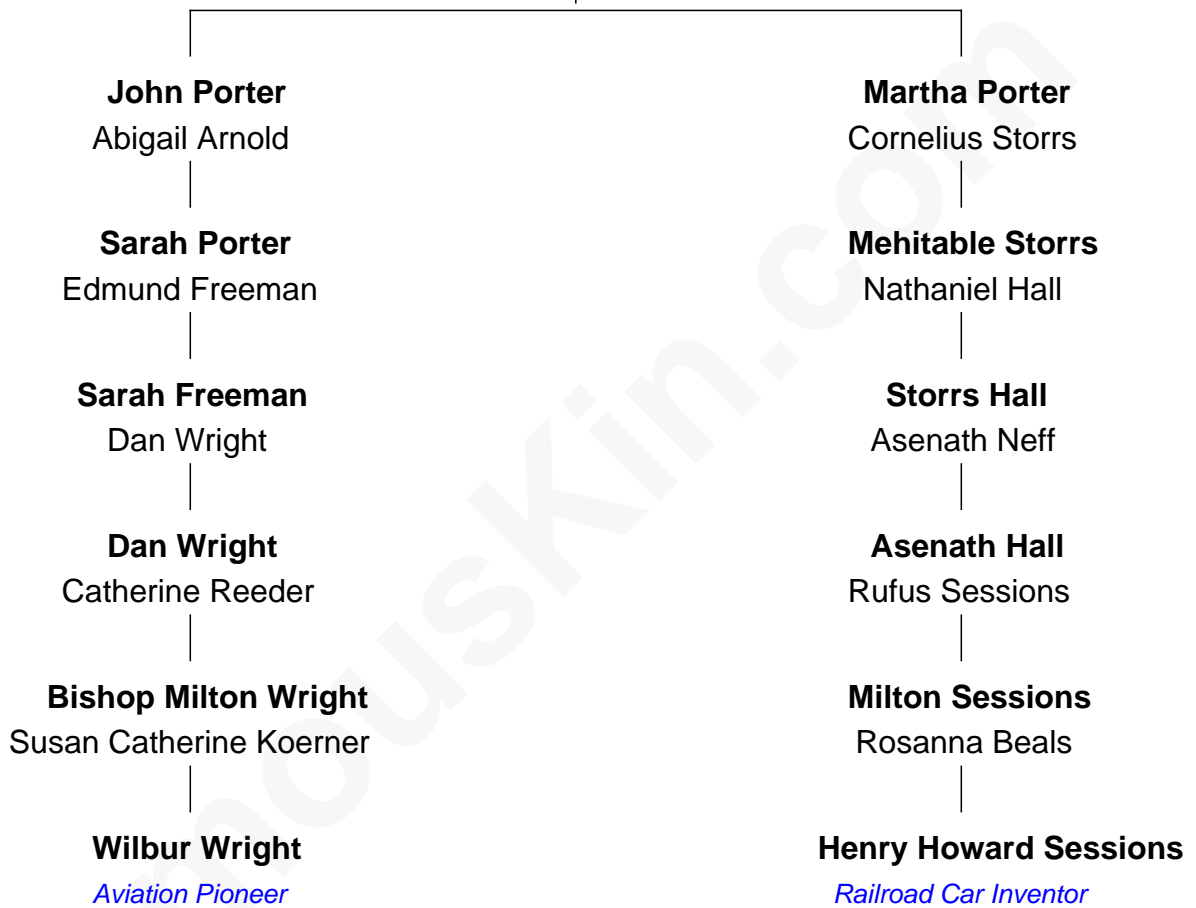 John Porter
Abigail Arnold
Sarah Porter
Edmund Freeman
Sarah Freeman
Dan Wright
Dan Wright
Catherine Reeder
Bishop Milton Wright
Susan Catherine Koerner
Wilbur Wright
Aviation Pioneer
Martha Porter
Cornelius Storrs
Mehitable Storrs
Nathaniel Hall
Storrs Hall
Asenath Neff
Asenath Hall
Rufus Sessions
Milton Sessions
Rosanna Beals
Henry Howard Sessions
Railroad Car Inventor
mousKin.com